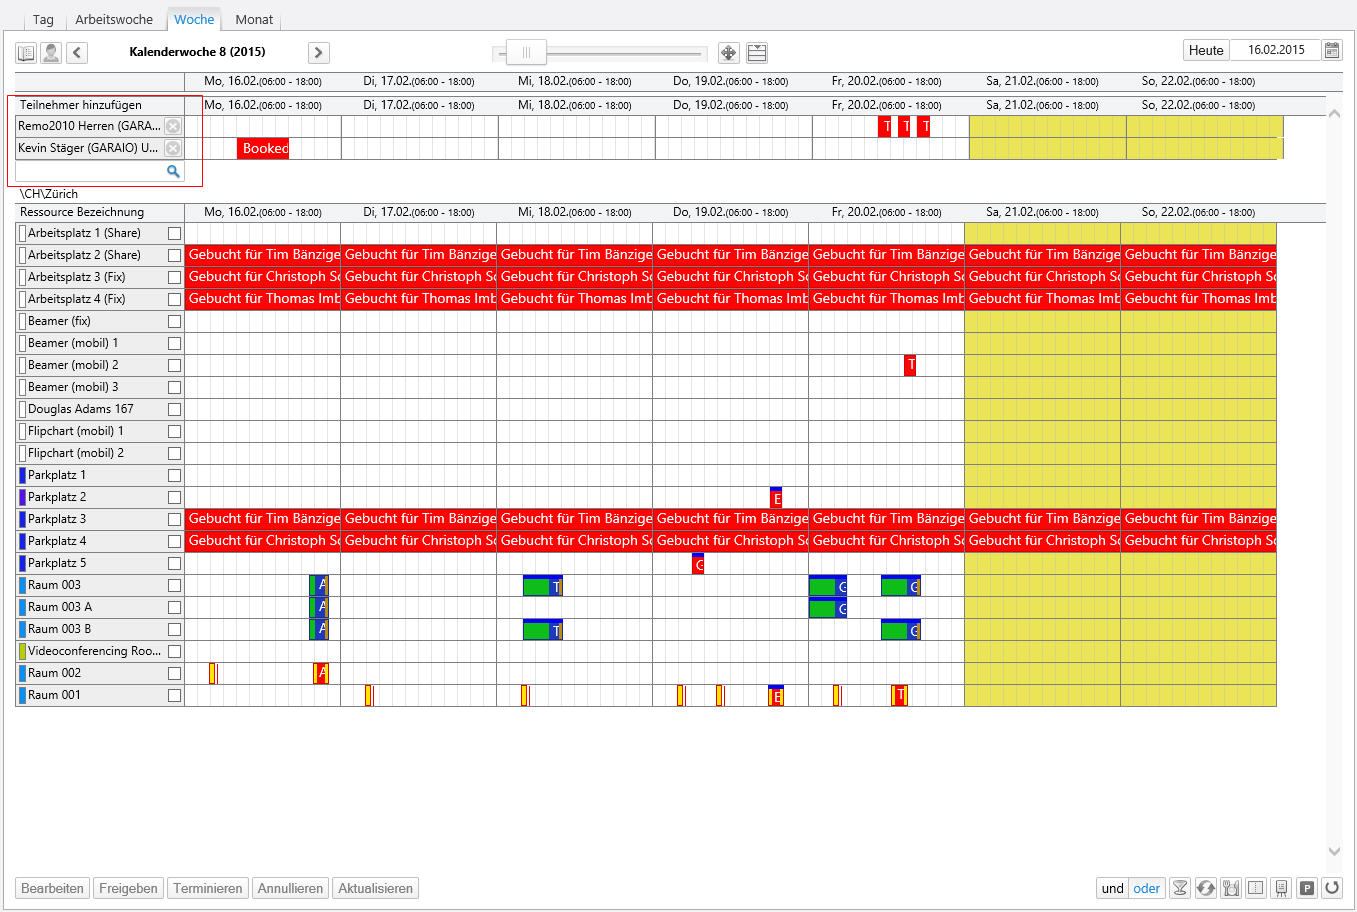 Tag Arbeitswoche Woche Monat
Kalenderwoche 8 (2015) Heute 16.02.2015
Mo, 16.02.(06:00 - 18:00) Di, 17.02.(06:00 - 18:00) Mi, 18.02.(06:00 - 18:00) Do, 19.02.(06:00 - 18:00) Fr, 20.02.(06:00 - 18:00) Sa, 21.02.(06:00 - 18:00) So, 22.02.(06:00 - 18:00)
Teilnehmer hinzufügen Mo, 16.02.(06:00 - 18:00) Di, 17.02.(06:00 - 18:00) Mi, 18.02.(06:00 - 18:00) Do, 19.02.(06:00 - 18:00) Fr, 20.02.(06:00 - 18:00) Sa, 21.02.(06:00 - 18:00) So, 22.02.(06:00 - 18:00)
Remo2010 Herren (GARA... T T T
Kevin Stäger (GARAIO) U... Booked
\CH\Zürich
Ressource Bezeichnung Mo, 16.02.(06:00 - 18:00) Di, 17.02.(06:00 - 18:00) Mi, 18.02.(06:00 - 18:00) Do, 19.02.(06:00 - 18:00) Fr, 20.02.(06:00 - 18:00) Sa, 21.02.(06:00 - 18:00) So, 22.02.(06:00 - 18:00)
Arbeitsplatz 1 (Share)
Arbeitsplatz 2 (Share) Gebucht für Tim Bänzige Gebucht für Tim Bänzige Gebucht für Tim Bänzige Gebucht für Tim Bänzige Gebucht für Tim Bänzige Gebucht für Tim Bänzige Gebucht für Tim Bänzige
Arbeitsplatz 3 (Fix) Gebucht für Christoph Sc Gebucht für Christoph Sc Gebucht für Christoph Sc Gebucht für Christoph Sc Gebucht für Christoph Sc Gebucht für Christoph Sc Gebucht für Christoph Sc
Arbeitsplatz 4 (Fix) Gebucht für Thomas Imb Gebucht für Thomas Imb Gebucht für Thomas Imb Gebucht für Thomas Imb Gebucht für Thomas Imb Gebucht für Thomas Imb Gebucht für Thomas Imb
Beamer (fix)
Beamer (mobil) 1
Beamer (mobil) 2 T
Beamer (mobil) 3
Douglas Adams 167
Flipchart (mobil) 1
Flipchart (mobil) 2
Parkplatz 1
Parkplatz 2 E
Parkplatz 3 Gebucht für Tim Bänzige Gebucht für Tim Bänzige Gebucht für Tim Bänzige Gebucht für Tim Bänzige Gebucht für Tim Bänzige Gebucht für Tim Bänzige Gebucht für Tim Bänzige
Parkplatz 4 Gebucht für Christoph Sc Gebucht für Christoph Sc Gebucht für Christoph Sc Gebucht für Christoph Sc Gebucht für Christoph Sc Gebucht für Christoph Sc Gebucht für Christoph Sc
Parkplatz 5 G
Raum 003 A T G G
Raum 003 A A G
Raum 003 B A T G
Videoconferencing Roo...
Raum 002 A
Raum 001 E T
Bearbeiten Freigeben Terminieren Annullieren Aktualisieren und oder P